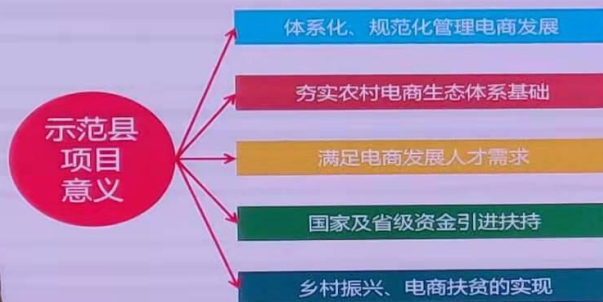 示范县
项目
意义
体系化、规范化管理电商发展
夯实农村电商生态体系基础
满足电商发展人才需求
国家及省级资金引进扶持
乡村振兴、电商扶贫的实现